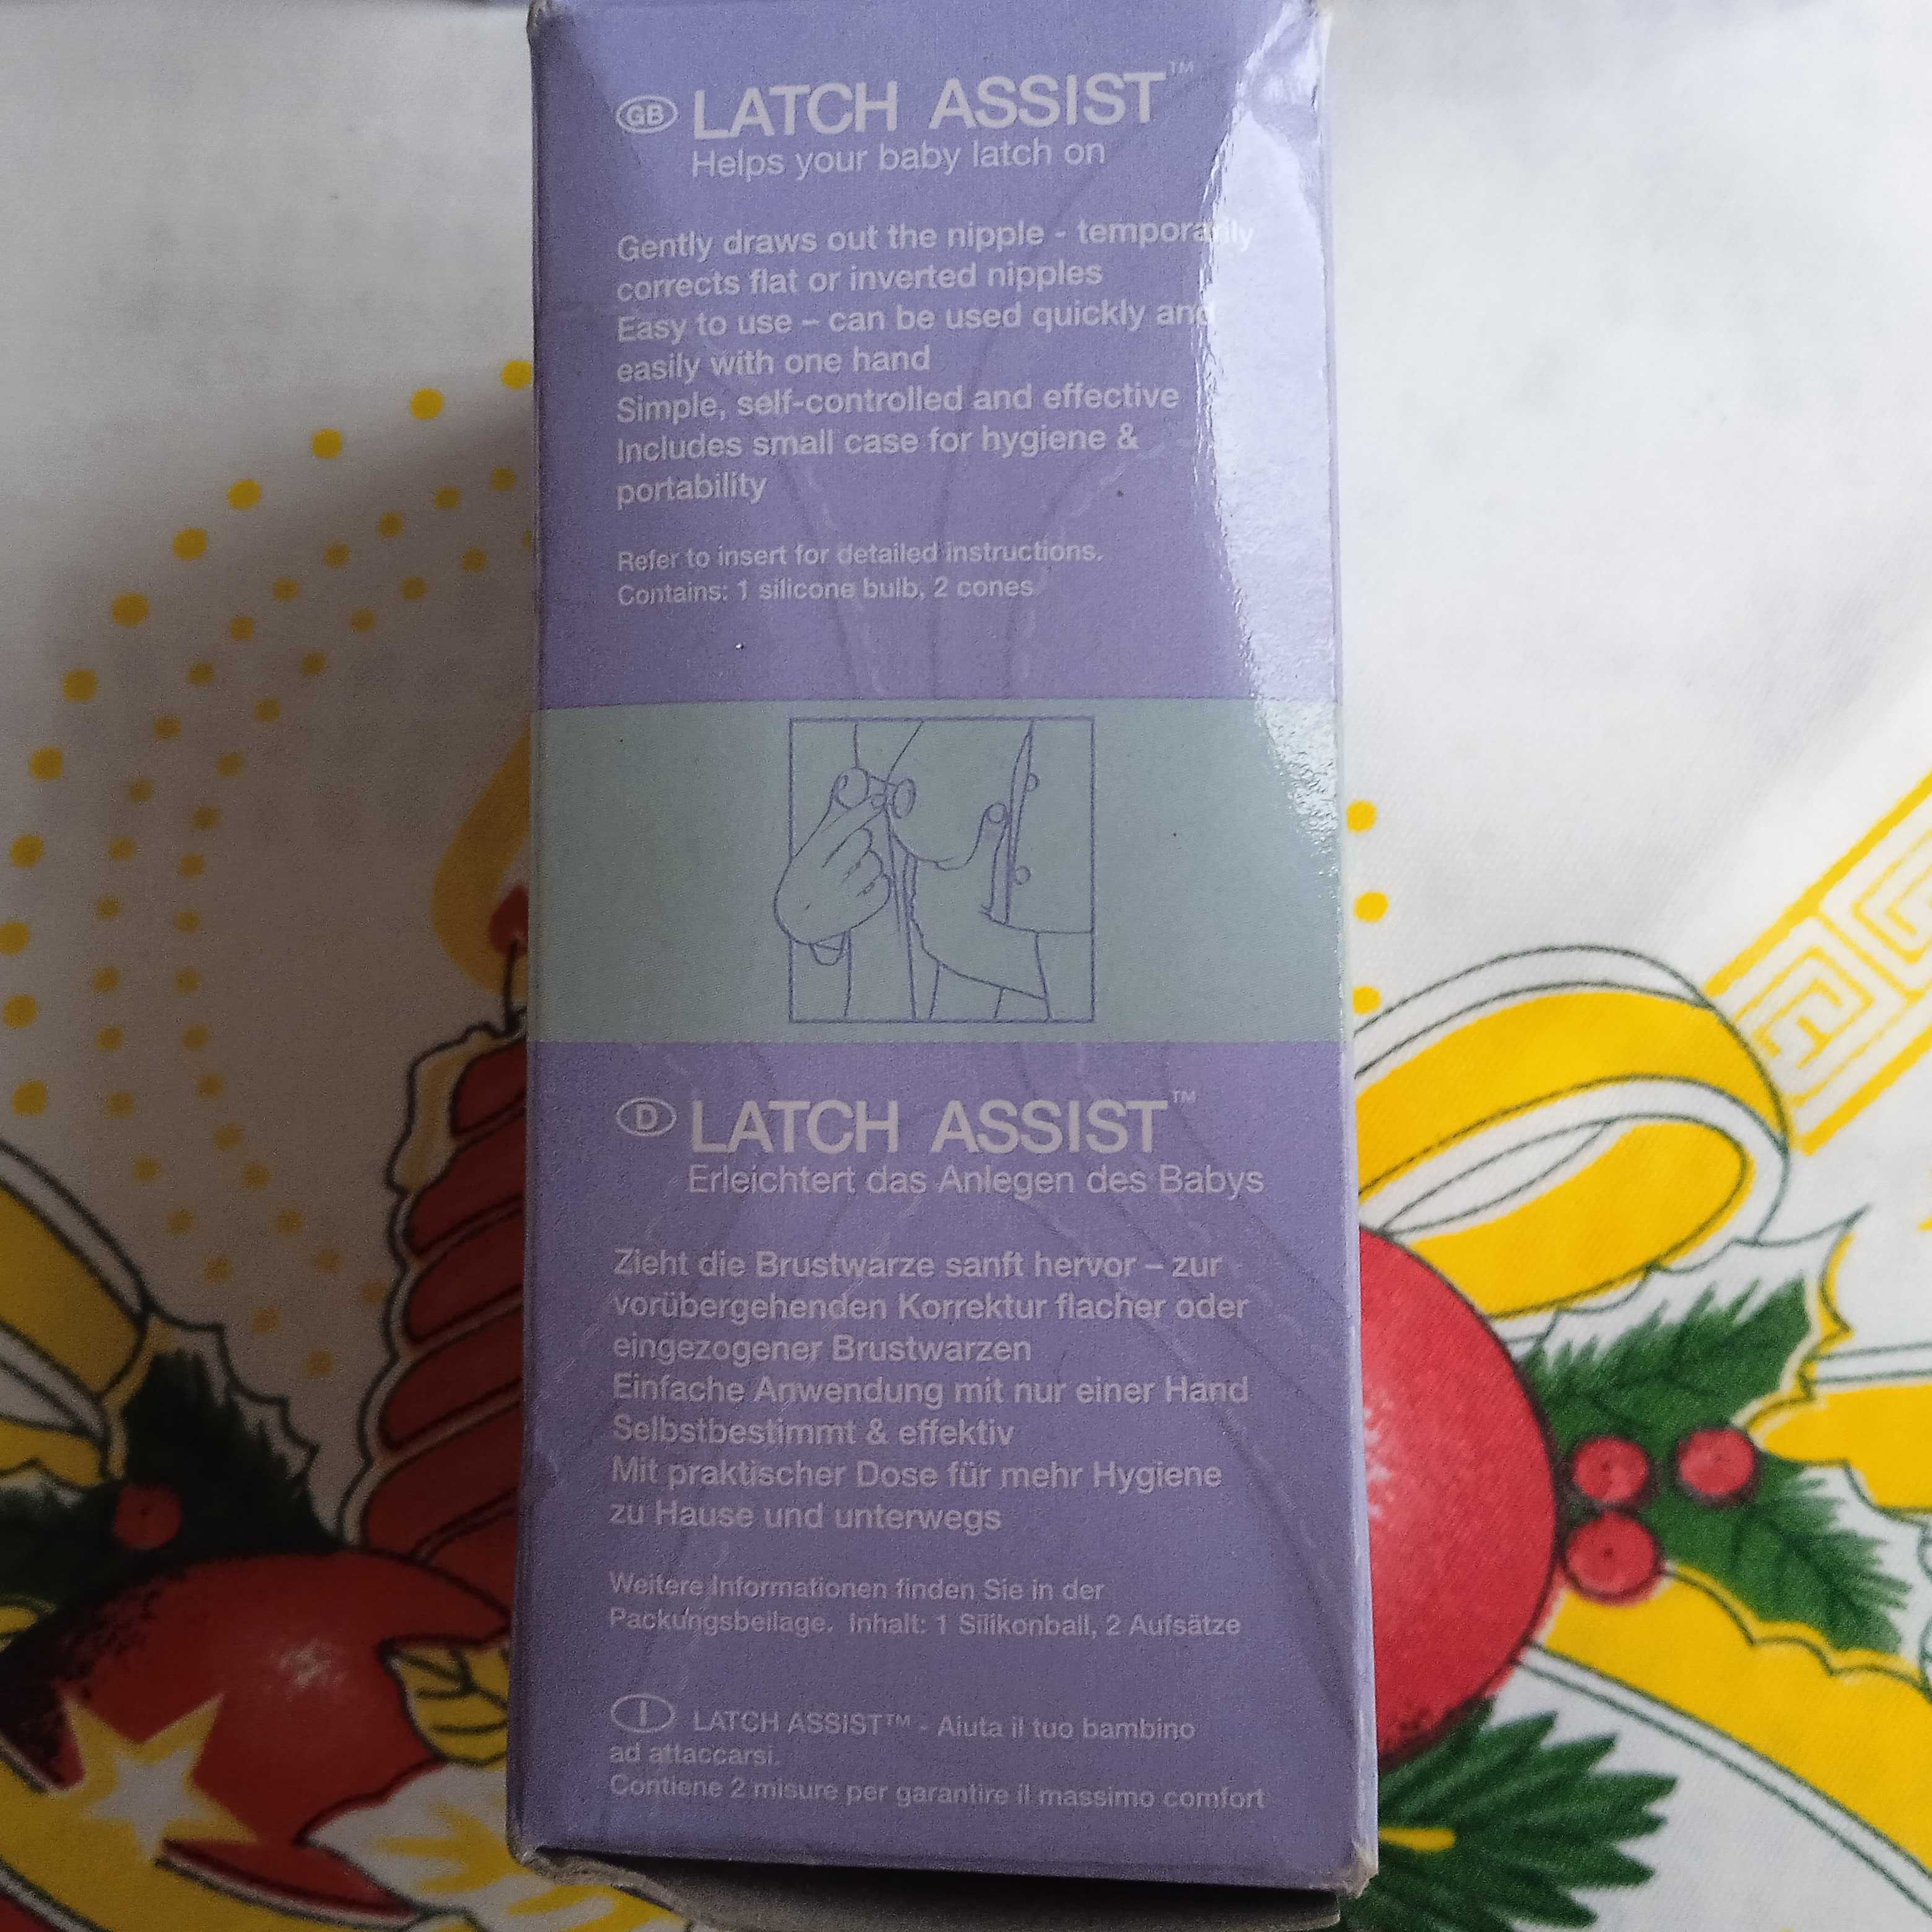 GB LATCH ASSIST™
Helps your baby latch on
Gently draws out the nipple - temporarily
corrects flat or inverted nipples
Easy to use – can be used quickly and
easily with one hand
Simple, self-controlled and effective
Includes small case for hygiene &
portability
Refer to insert for detailed instructions.
Contains: 1 silicone bulb, 2 cones
D LATCH ASSIST™
Erleichtert das Anlegen des Babys
Zieht die Brustwarze sanft hervor – zur
vorübergehenden Korrektur flacher oder
eingezogener Brustwarzen
Einfache Anwendung mit nur einer Hand
Selbstbestimmt & effektiv
Mit praktischer Dose für mehr Hygiene
zu Hause und unterwegs
Weitere Informationen finden Sie in der
Packungsbeilage. Inhalt: 1 Silikonball, 2 Aufsätze
I LATCH ASSIST™ - Aiuta il tuo bambino
ad attaccarsi.
Contiene 2 misure per garantire il massimo comfort